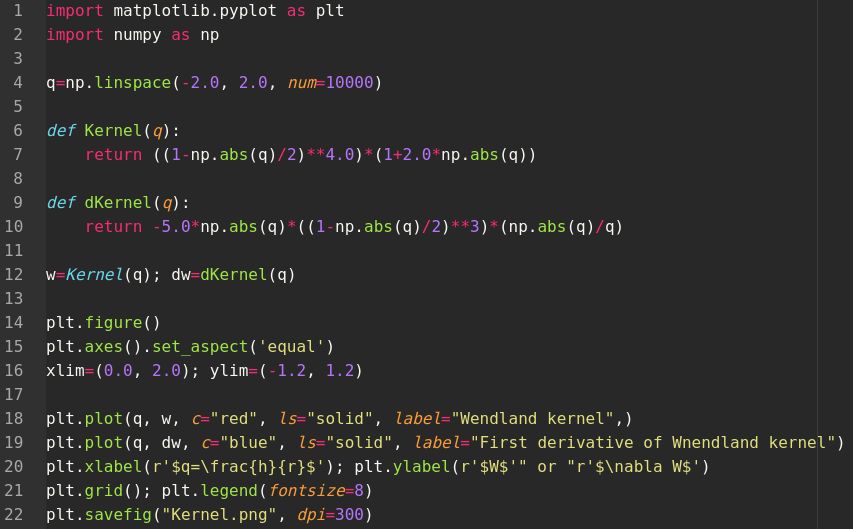 1 import matplotlib.pyplot as plt
2 import numpy as np
3
4 q=np.linspace(-2.0, 2.0, num=10000)
5
6 def Kernel(q):
7     return ((1-np.abs(q)/2)**4.0)*(1+2.0*np.abs(q))
8
9 def dKernel(q):
10     return -5.0*np.abs(q)*((1-np.abs(q)/2)**3)*(np.abs(q)/q)
11
12 w=Kernel(q); dw=dKernel(q)
13
14 plt.figure()
15 plt.axes().set_aspect('equal')
16 xlim=(0.0, 2.0); ylim=(-1.2, 1.2)
17
18 plt.plot(q, w, c="red", ls="solid", label="Wendland kernel",)
19 plt.plot(q, dw, c="blue", ls="solid", label="First derivative of Wnendland kernel")
20 plt.xlabel(r'$q=\frac{h}{r}$'); plt.ylabel(r'$W$'" or "r'$\nabla W$')
21 plt.grid(); plt.legend(fontsize=8)
22 plt.savefig("Kernel.png", dpi=300)